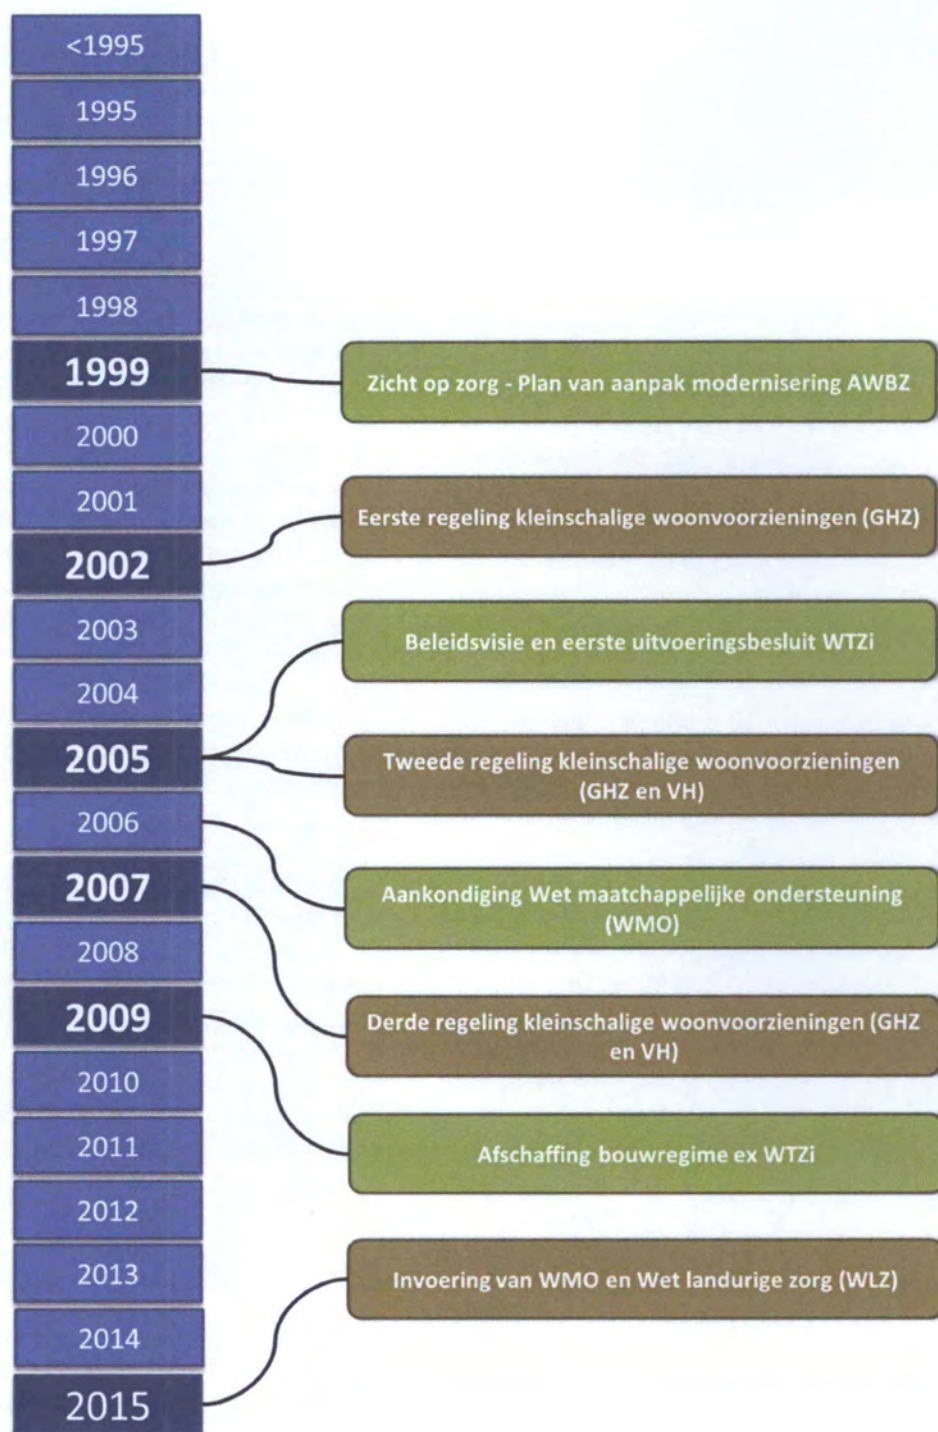 <1995
1995
1996
1997
1998
1999
Zicht op zorg - Plan van aanpak modernisering AWBZ
2000
2001
Eerste regeling kleinschalige woonvoorzieningen (GHZ)
2002
2003
Beleidsvisie en eerste uitvoeringsbesluit WTZi
2004
2005
Tweede regeling kleinschalige woonvoorzieningen
(GHZ en VH)
2006
2007
Aankondiging Wet maatchappelijke ondersteuning
(WMO)
2008
2009
Derde regeling kleinschalige woonvoorzieningen (GHZ
en VH)
2010
2011
Afschaffing bouwregime ex WTZi
2012
2013
Invoering van WMO en Wet landurige zorg (WLZ)
2014
2015